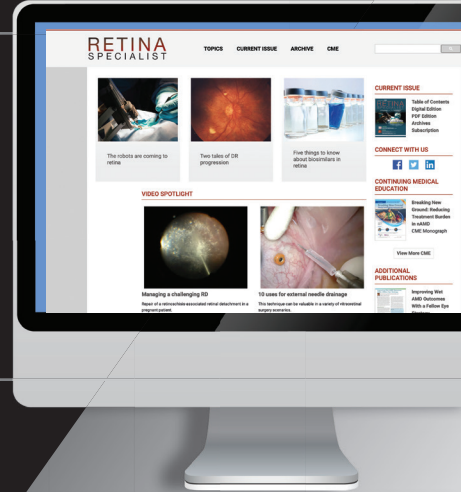 RETINA
SPECIALIST
TOPICS
CURRENT ISSUE
ARCHIVE
CME
The robots are coming to
retina
Two tales of DR
progression
Five things to know
about biosimilars in
retina
VIDEO SPOTLIGHT
Managing a challenging RD
Repair of a retinoschisis-associated retinal detachment in a
pregnant patient.
10 uses for external needle drainage
This technique can be valuable in a variety of vitreoretinal
surgery scenarios.
CURRENT ISSUE
RETINA
Table of Contents
Digital Edition
PDF Edition
Archives
Subscription
CONNECT WITH US
CONTINUING MEDICAL
EDUCATION
Breaking New
Ground: Reducing
Treatment Burden
in nAMD
CME Monograph
View More CME
ADDITIONAL
PUBLICATIONS
Improving Wet
AMD Outcomes
With a Fellow Eye